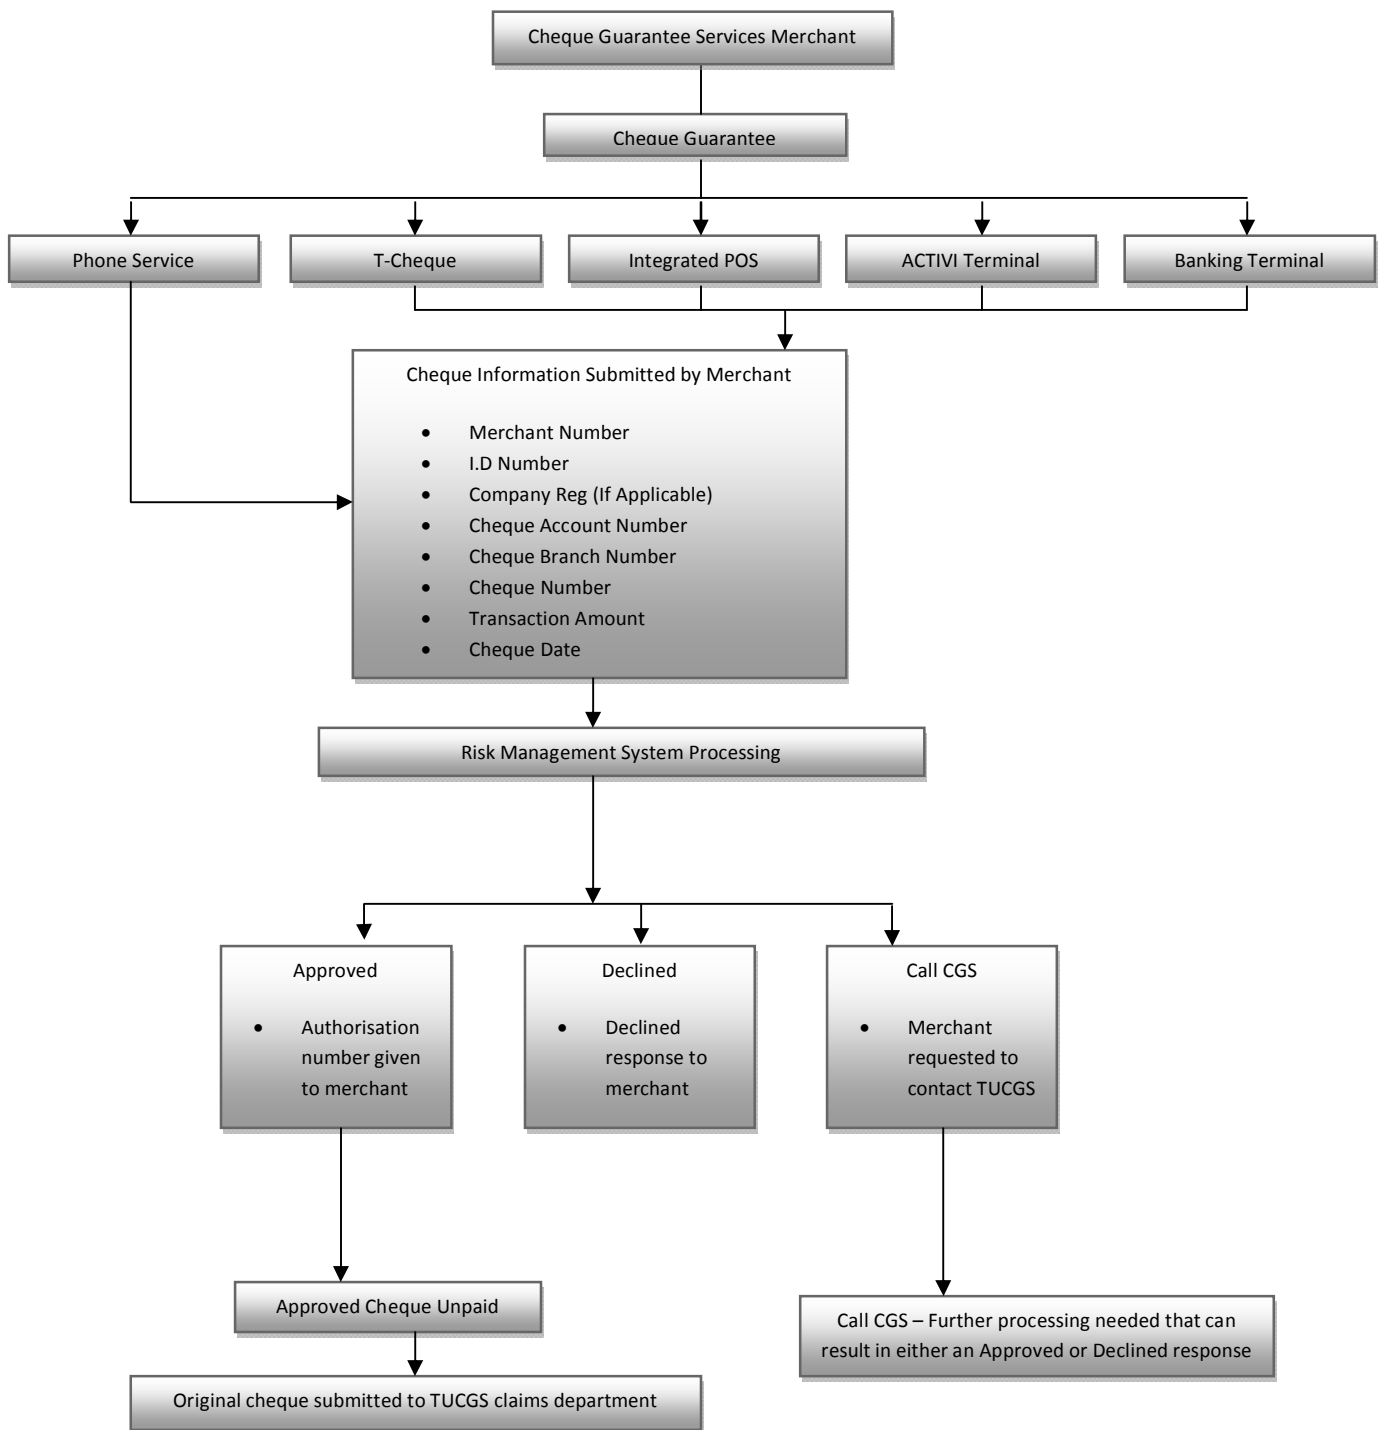 Cheque Guarantee Services Merchant
Cheque Guarantee
Phone Service
T-Cheque
Integrated POS
ACTIVI Terminal
Banking Terminal
Cheque Information Submitted by Merchant
• Merchant Number
• I.D Number
• Company Reg (If Applicable)
• Cheque Account Number
• Cheque Branch Number
• Cheque Number
• Transaction Amount
• Cheque Date
Risk Management System Processing
Approved
• Authorisation
number given
to merchant
Declined
• Declined
response to
merchant
Call CGS
• Merchant
requested to
contact TUCGS
Approved Cheque Unpaid
Call CGS – Further processing needed that can
result in either an Approved or Declined response
Original cheque submitted to TUCGS claims department